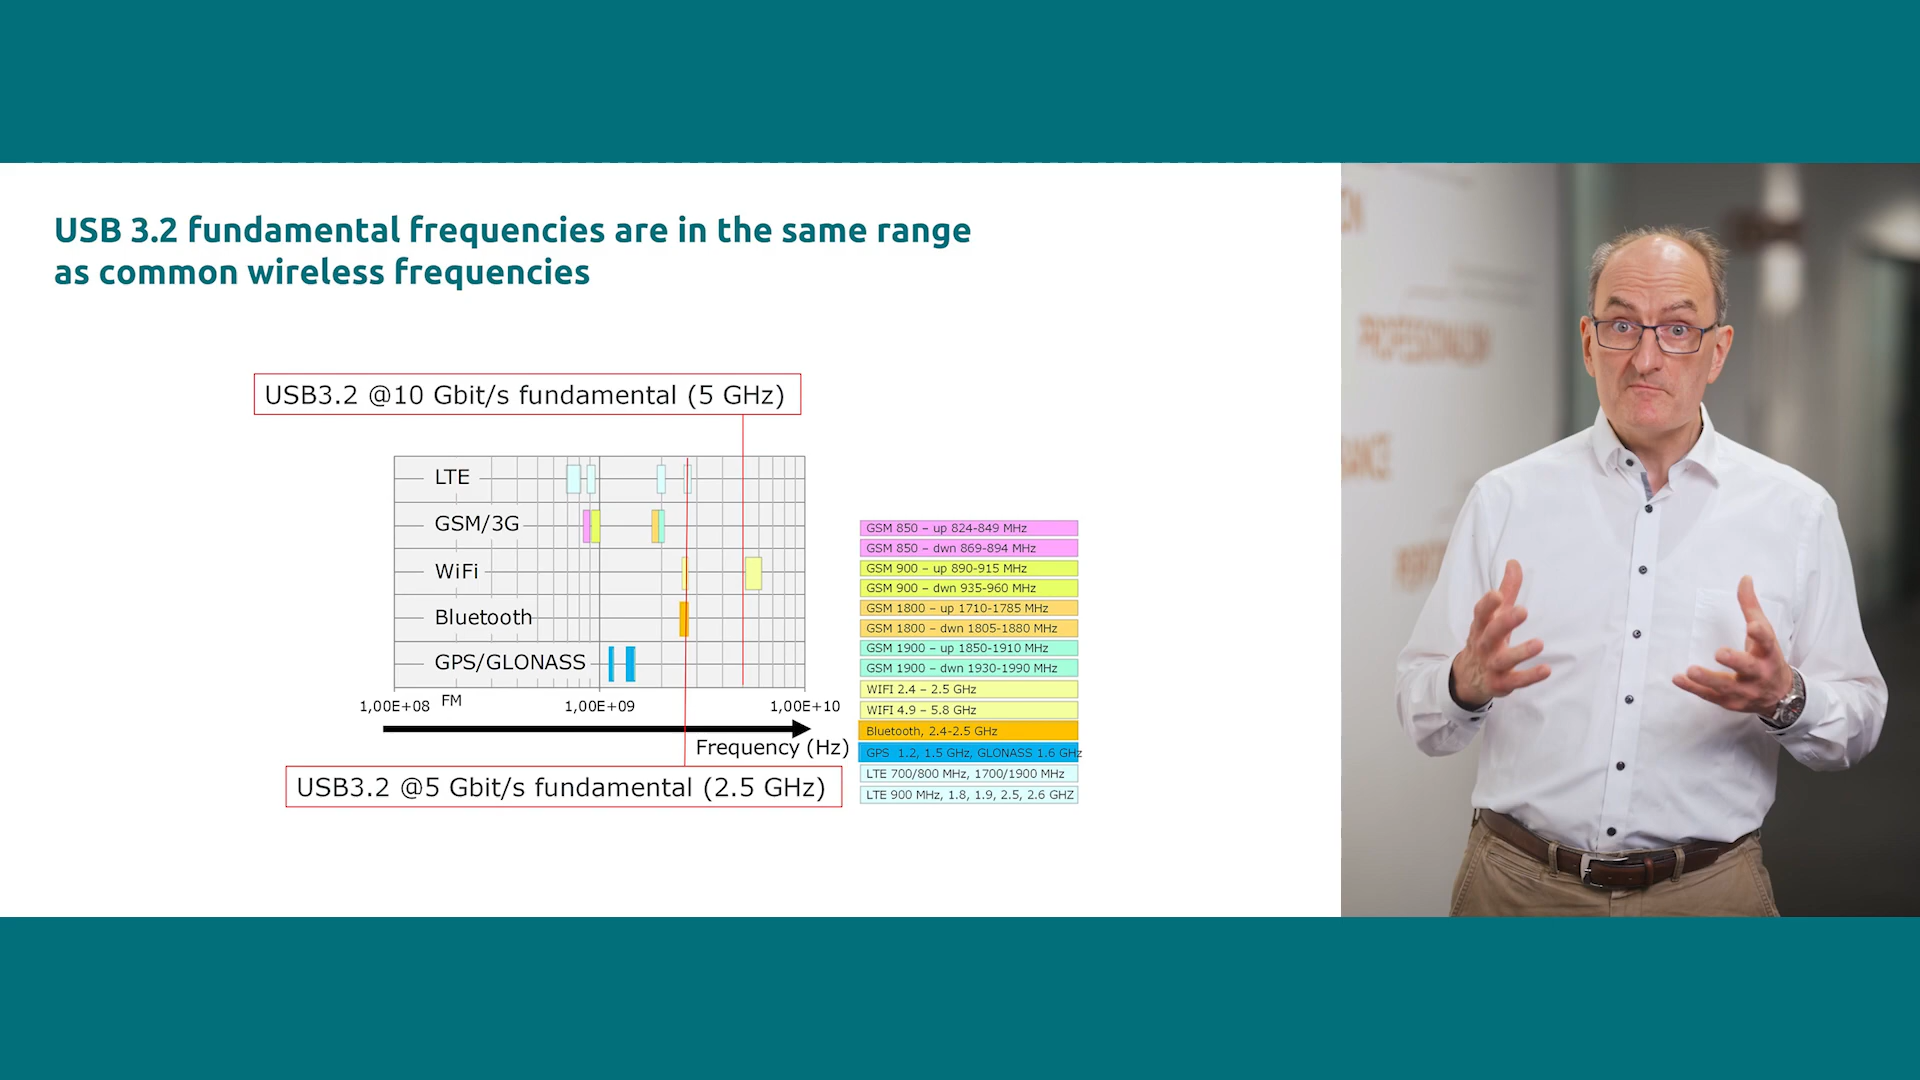 USB 3.2 fundamental frequencies are in the same range
as common wireless frequencies
USB3.2 @10 Gbit/s fundamental (5 GHz)
LTE
GSM/3G
WiFi
Bluetooth
GPS/GLONASS
1,00E+08
FM
1,00E+09
1,00E+10
Frequency (Hz)
USB3.2 @5 Gbit/s fundamental (2.5 GHz)
GSM 850 – up 824-849 MHz
GSM 850 – dwn 869-894 MHz
GSM 900 – up 890-915 MHz
GSM 900 – dwn 935-960 MHz
GSM 1800 – up 1710-1785 MHz
GSM 1800 – dwn 1805-1880 MHz
GSM 1900 – up 1850-1910 MHz
GSM 1900 – dwn 1930-1990 MHz
WIFI 2.4 – 2.5 GHz
WIFI 4.9 – 5.8 GHz
Bluetooth, 2.4-2.5 GHz
GPS 1.2, 1.5 GHz, GLONASS 1.6 GHz
LTE 700/800 MHz, 1700/1900 MHz
LTE 900 MHz, 1.8, 1.9, 2.5, 2.6 GHZ
PROFESSIONALISM